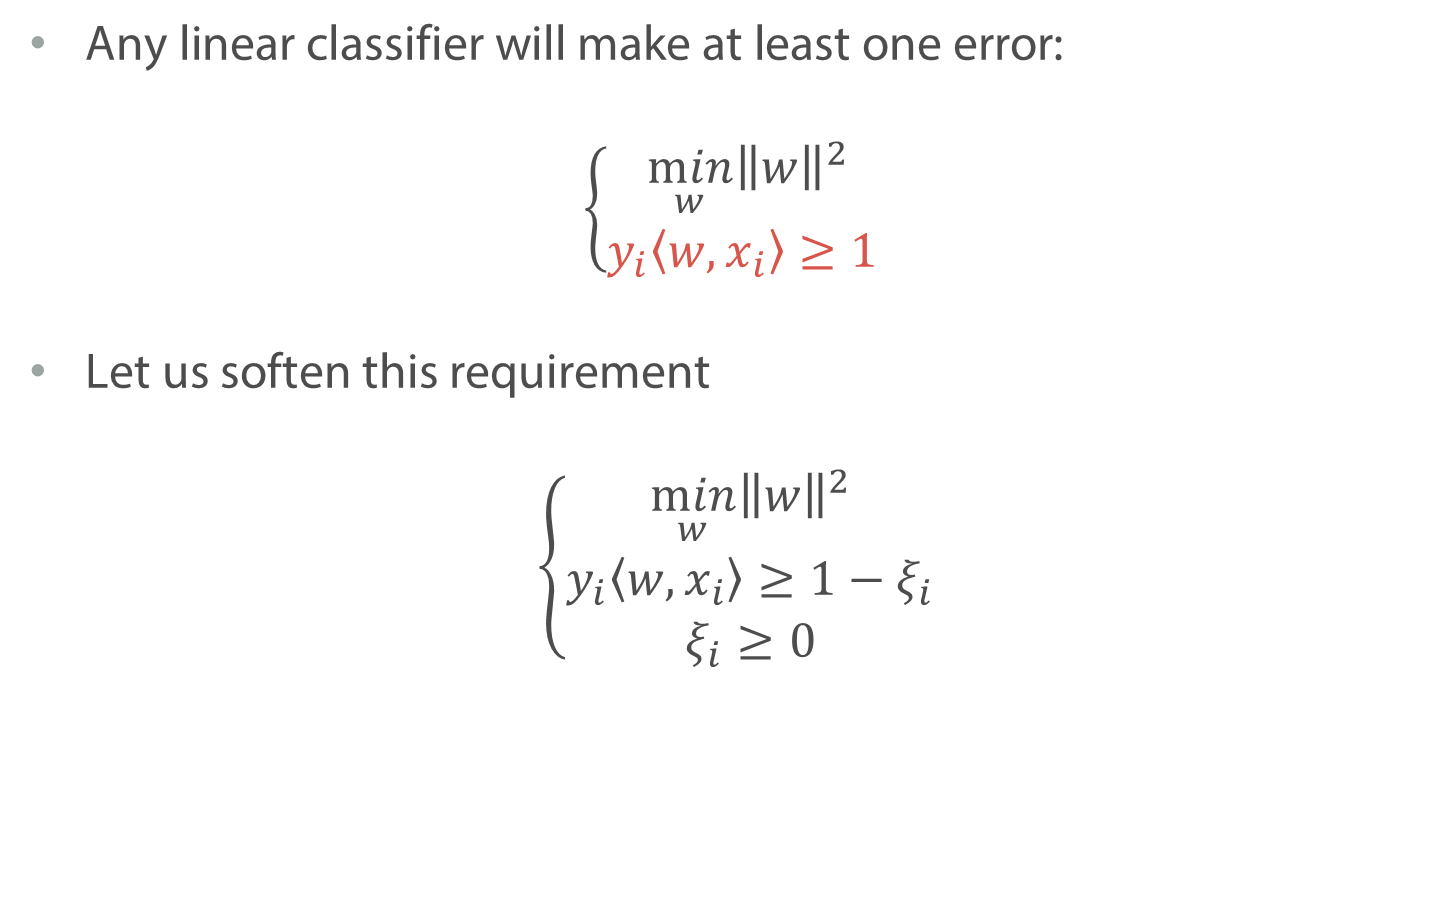 • Any linear classifier will make at least one error:
min‖w‖²
w
yᵢ⟨w, xᵢ⟩ ≥ 1
• Let us soften this requirement
min‖w‖²
w
yᵢ⟨w, xᵢ⟩ ≥ 1 − ξᵢ
ξᵢ ≥ 0